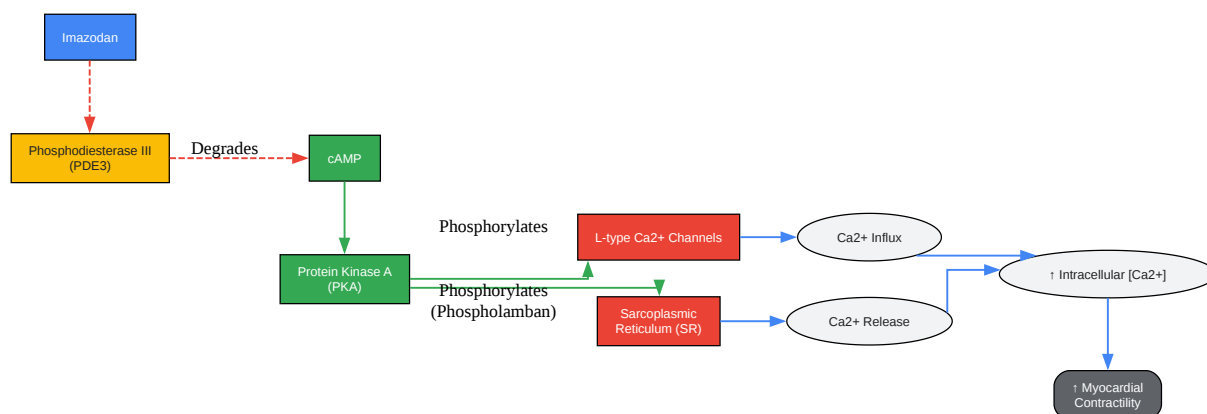 Imazodan
Phosphodiesterase III
(PDE3)
Degrades
cAMP
Phosphorylates
L-type Ca2+ Channels
Ca2+ Influx
↑ Intracellular [Ca2+]
Protein Kinase A
(PKA)
Phosphorylates
(Phospholamban)
Sarcoplasmic
Reticulum (SR)
Ca2+ Release
↑ Myocardial
Contractility